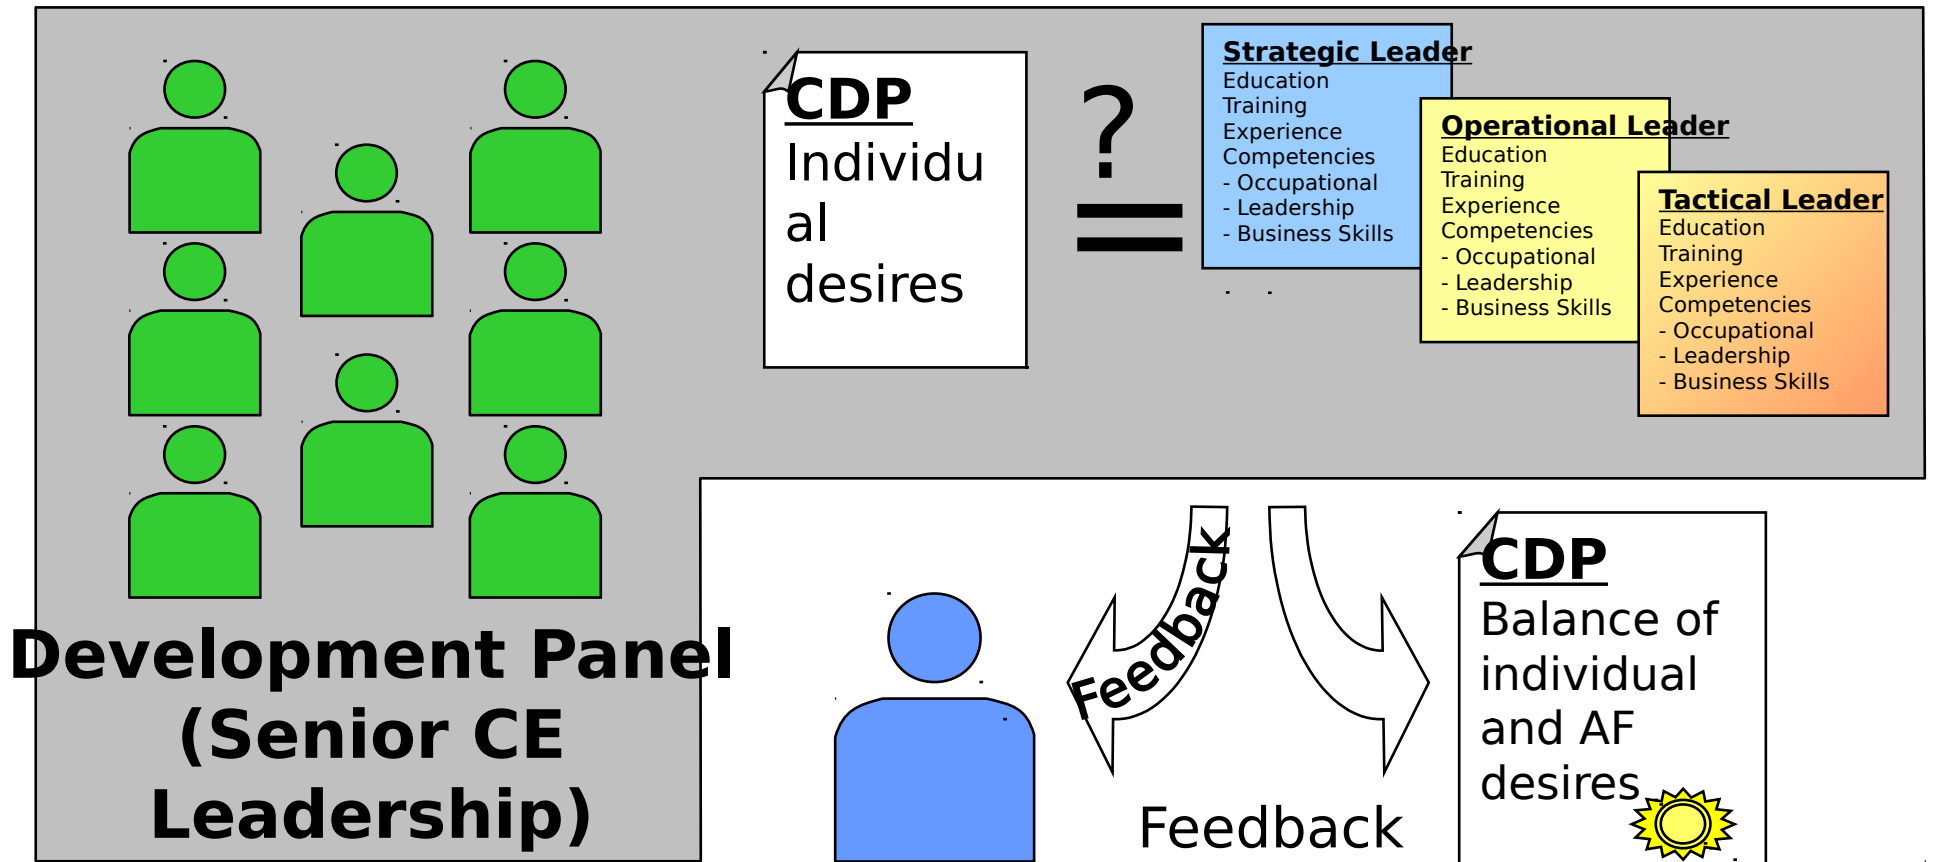 CDP
Individu
al
desires
?
=
Strategic Leader
Education
Training
Experience
Competencies
- Occupational
- Leadership
- Business Skills
Operational Leader
Education
Training
Experience
Competencies
- Occupational
- Leadership
- Business Skills
Tactical Leader
Education
Training
Experience
Competencies
- Occupational
- Leadership
- Business Skills
Development Panel
(Senior CE
Leadership)
Feedback
Feedback
CDP
Balance of
individual
and AF
desires